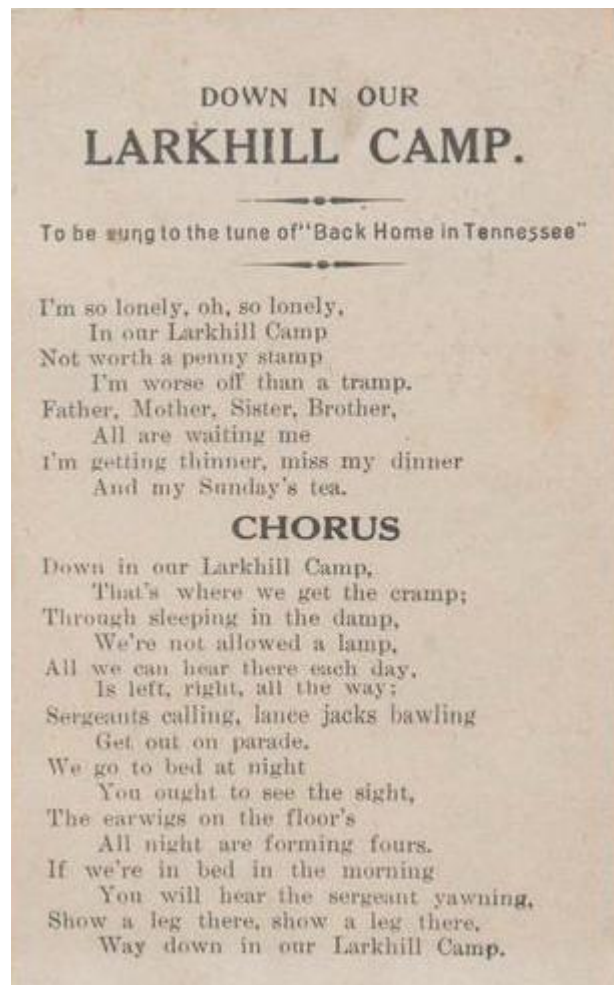 DOWN IN OUR
LARKHILL CAMP.
To be sung to the tune of "Back Home in Tennessee"
I'm so lonely, oh, so lonely,
In our Larkhill Camp
Not worth a penny stamp
I'm worse off than a tramp.
Father, Mother, Sister, Brother,
All are waiting me
I'm getting thinner, miss my dinner
And my Sunday's tea.
CHORUS
Down in our Larkhill Camp,
That's where we get the cramp;
Through sleeping in the damp,
We're not allowed a lamp,
All we can hear there each day,
Is left, right, all the way;
Sergeants calling, lance jacks bawling
Get out on parade.
We go to bed at night
You ought to see the sight,
The earwigs on the floor's
All night are forming fours.
If we're in bed in the morning
You will hear the sergeant yawning,
Show a leg there, show a leg there,
Way down in our Larkhill Camp.